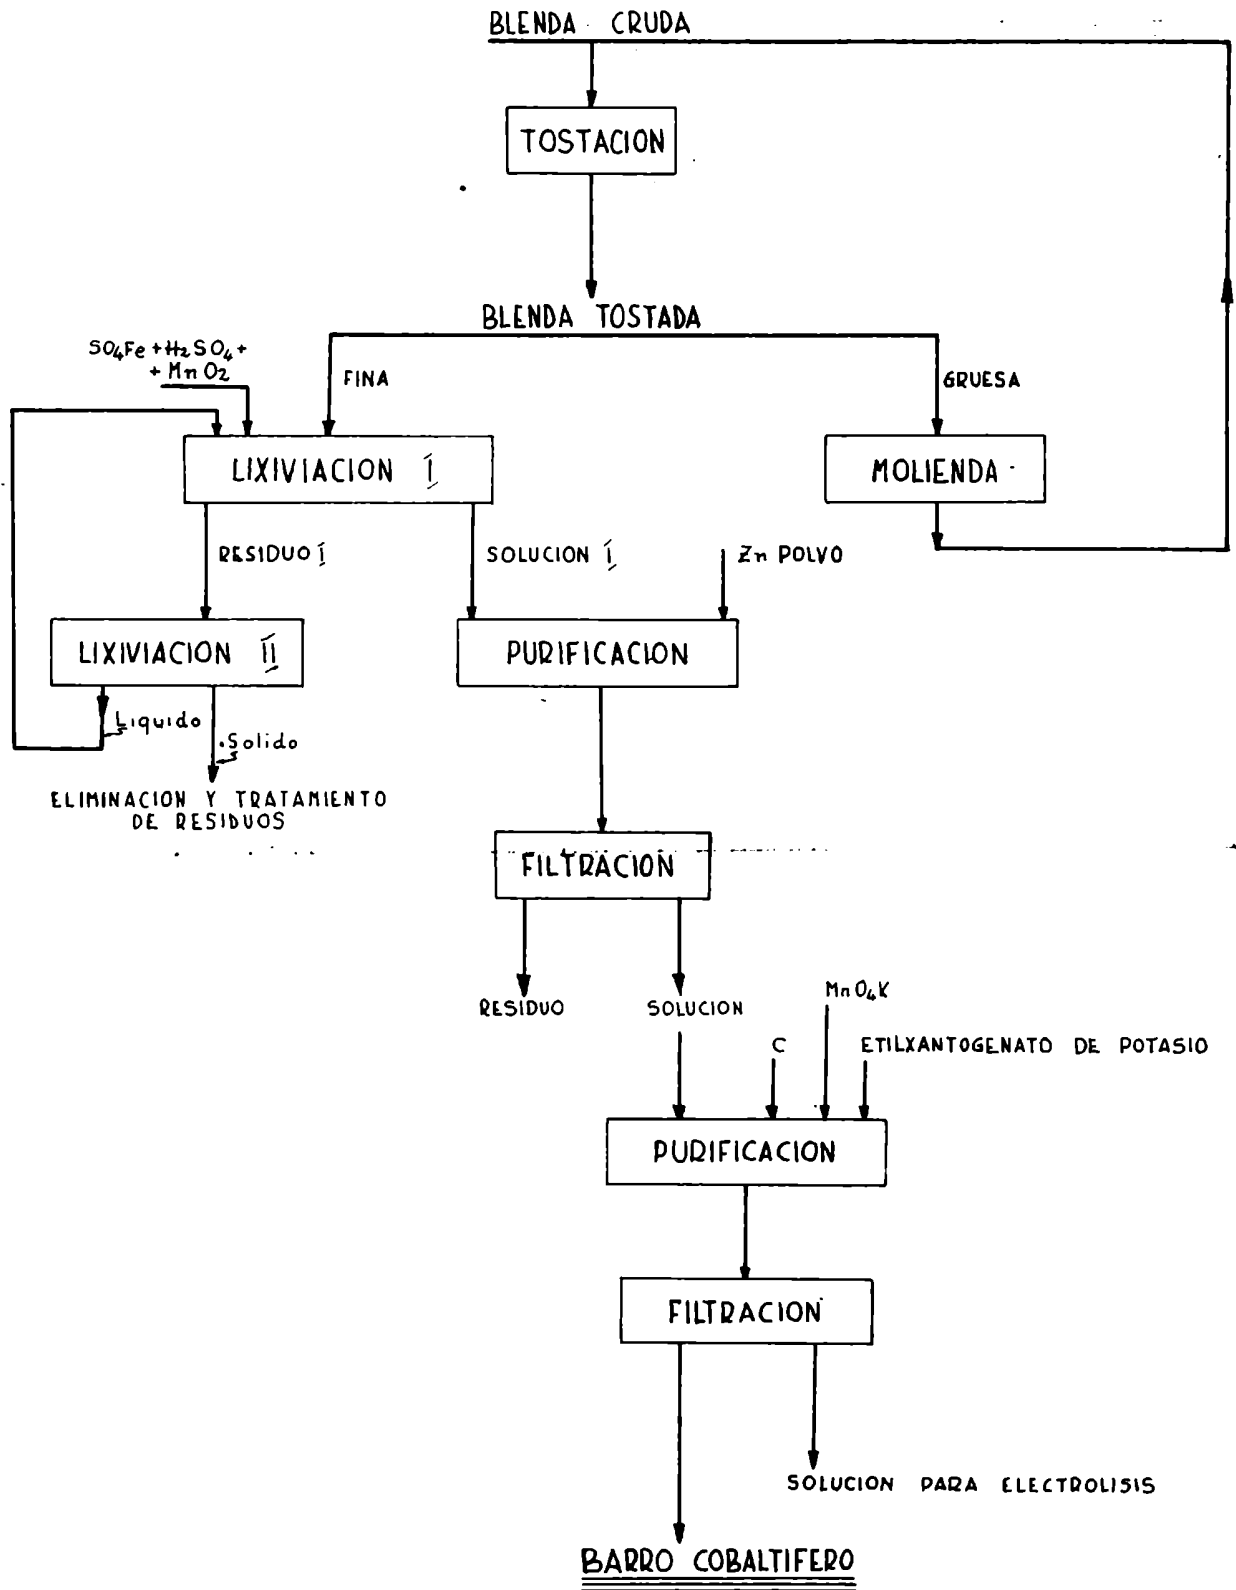 BLENDA CRUDA
TOSTACION
BLENDA TOSTADA
SO₄Fe + H₂SO₄ +
+ MnO₂
FINA
GRUESA
LIXIVIACION I
MOLIENDA
RESIDUO I
SOLUCION I
Zn POLVO
LIXIVIACION II
PURIFICACION
Liquido
Solido
ELIMINACION Y TRATAMIENTO
DE RESIDUOS
FILTRACION
RESIDUO
SOLUCION
MnO₄K
C
ETILXANTOGENATO DE POTASIO
PURIFICACION
FILTRACION
SOLUCION PARA ELECTROLISIS
BARRO COBALTIFERO